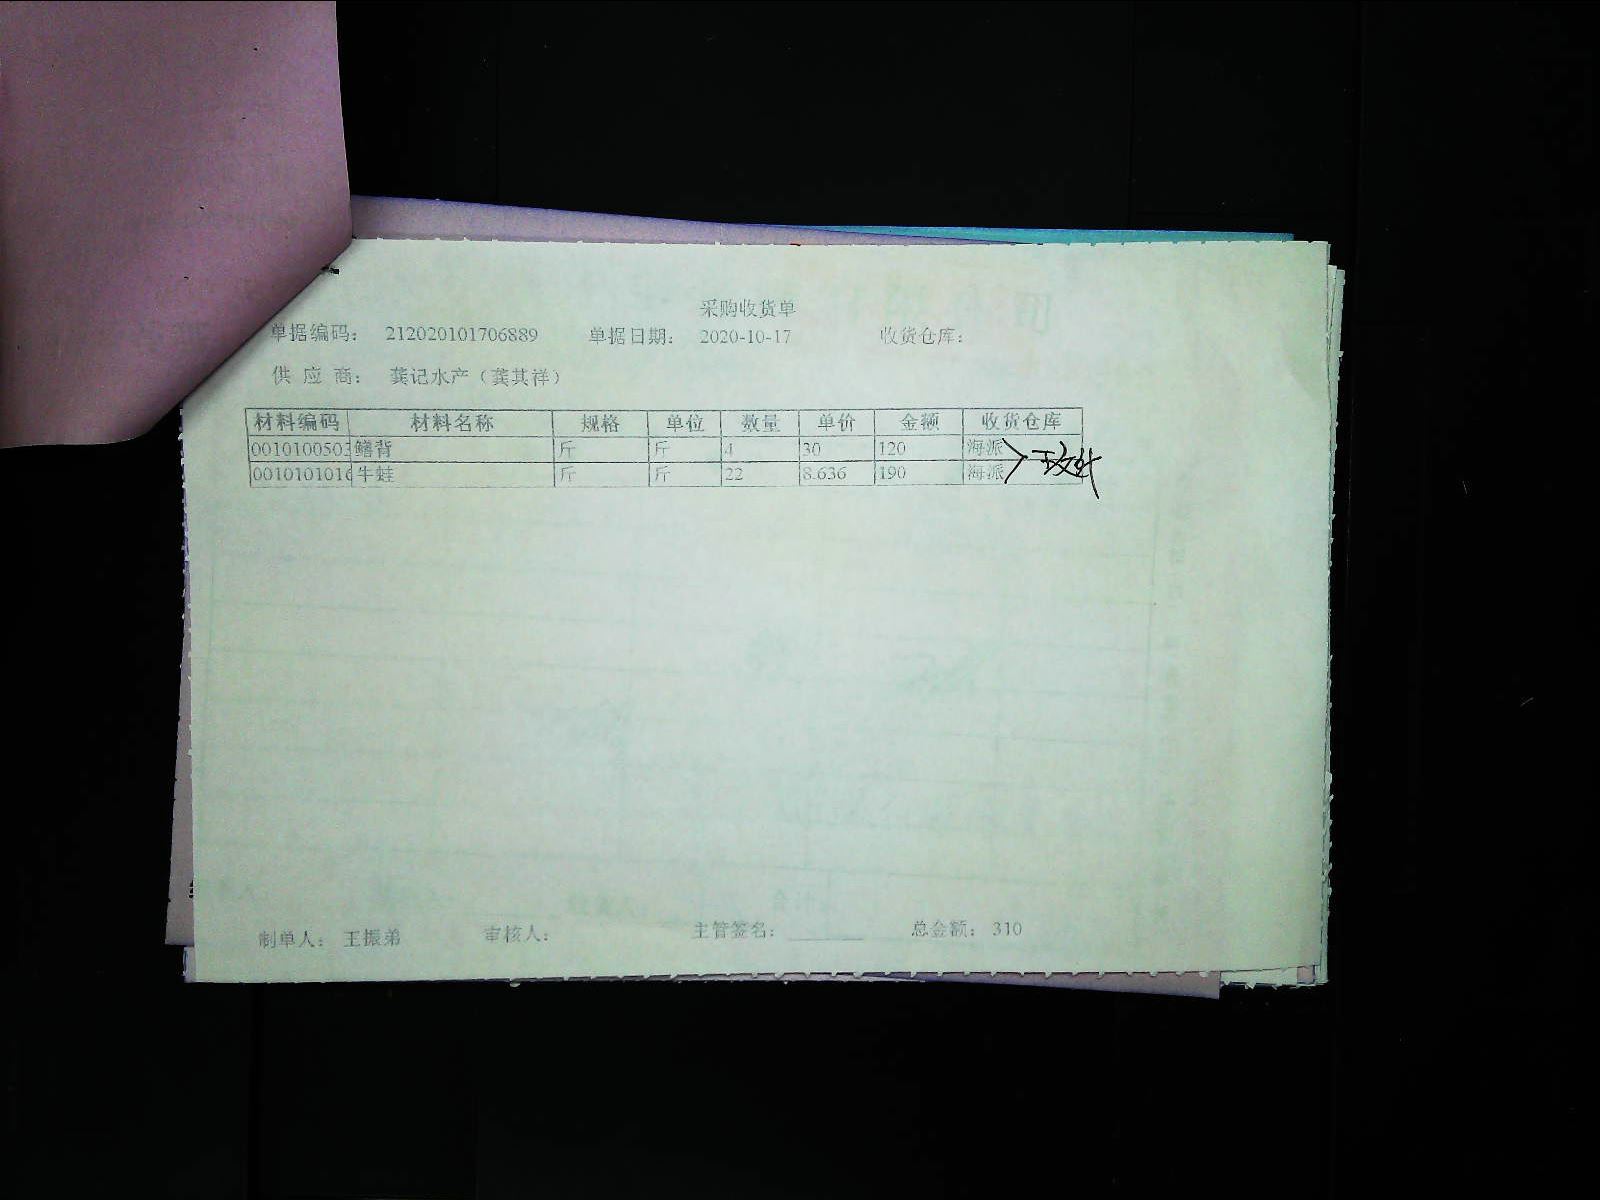 采购收货单
单据编码： 212020101706889 单据日期： 2020-10-17 收货仓库：
供 应 商： 龚记水产（龚其祥）
材料编码 材料名称 规格 单位 数量 单价 金额 收货仓库
0010100503 鳝背 斤 斤 4 30 120 海派
0010101016 牛蛙 斤 斤 22 8.636 190 海派
制单人： 王振弟 审核人： 主管签名： 总金额： 310